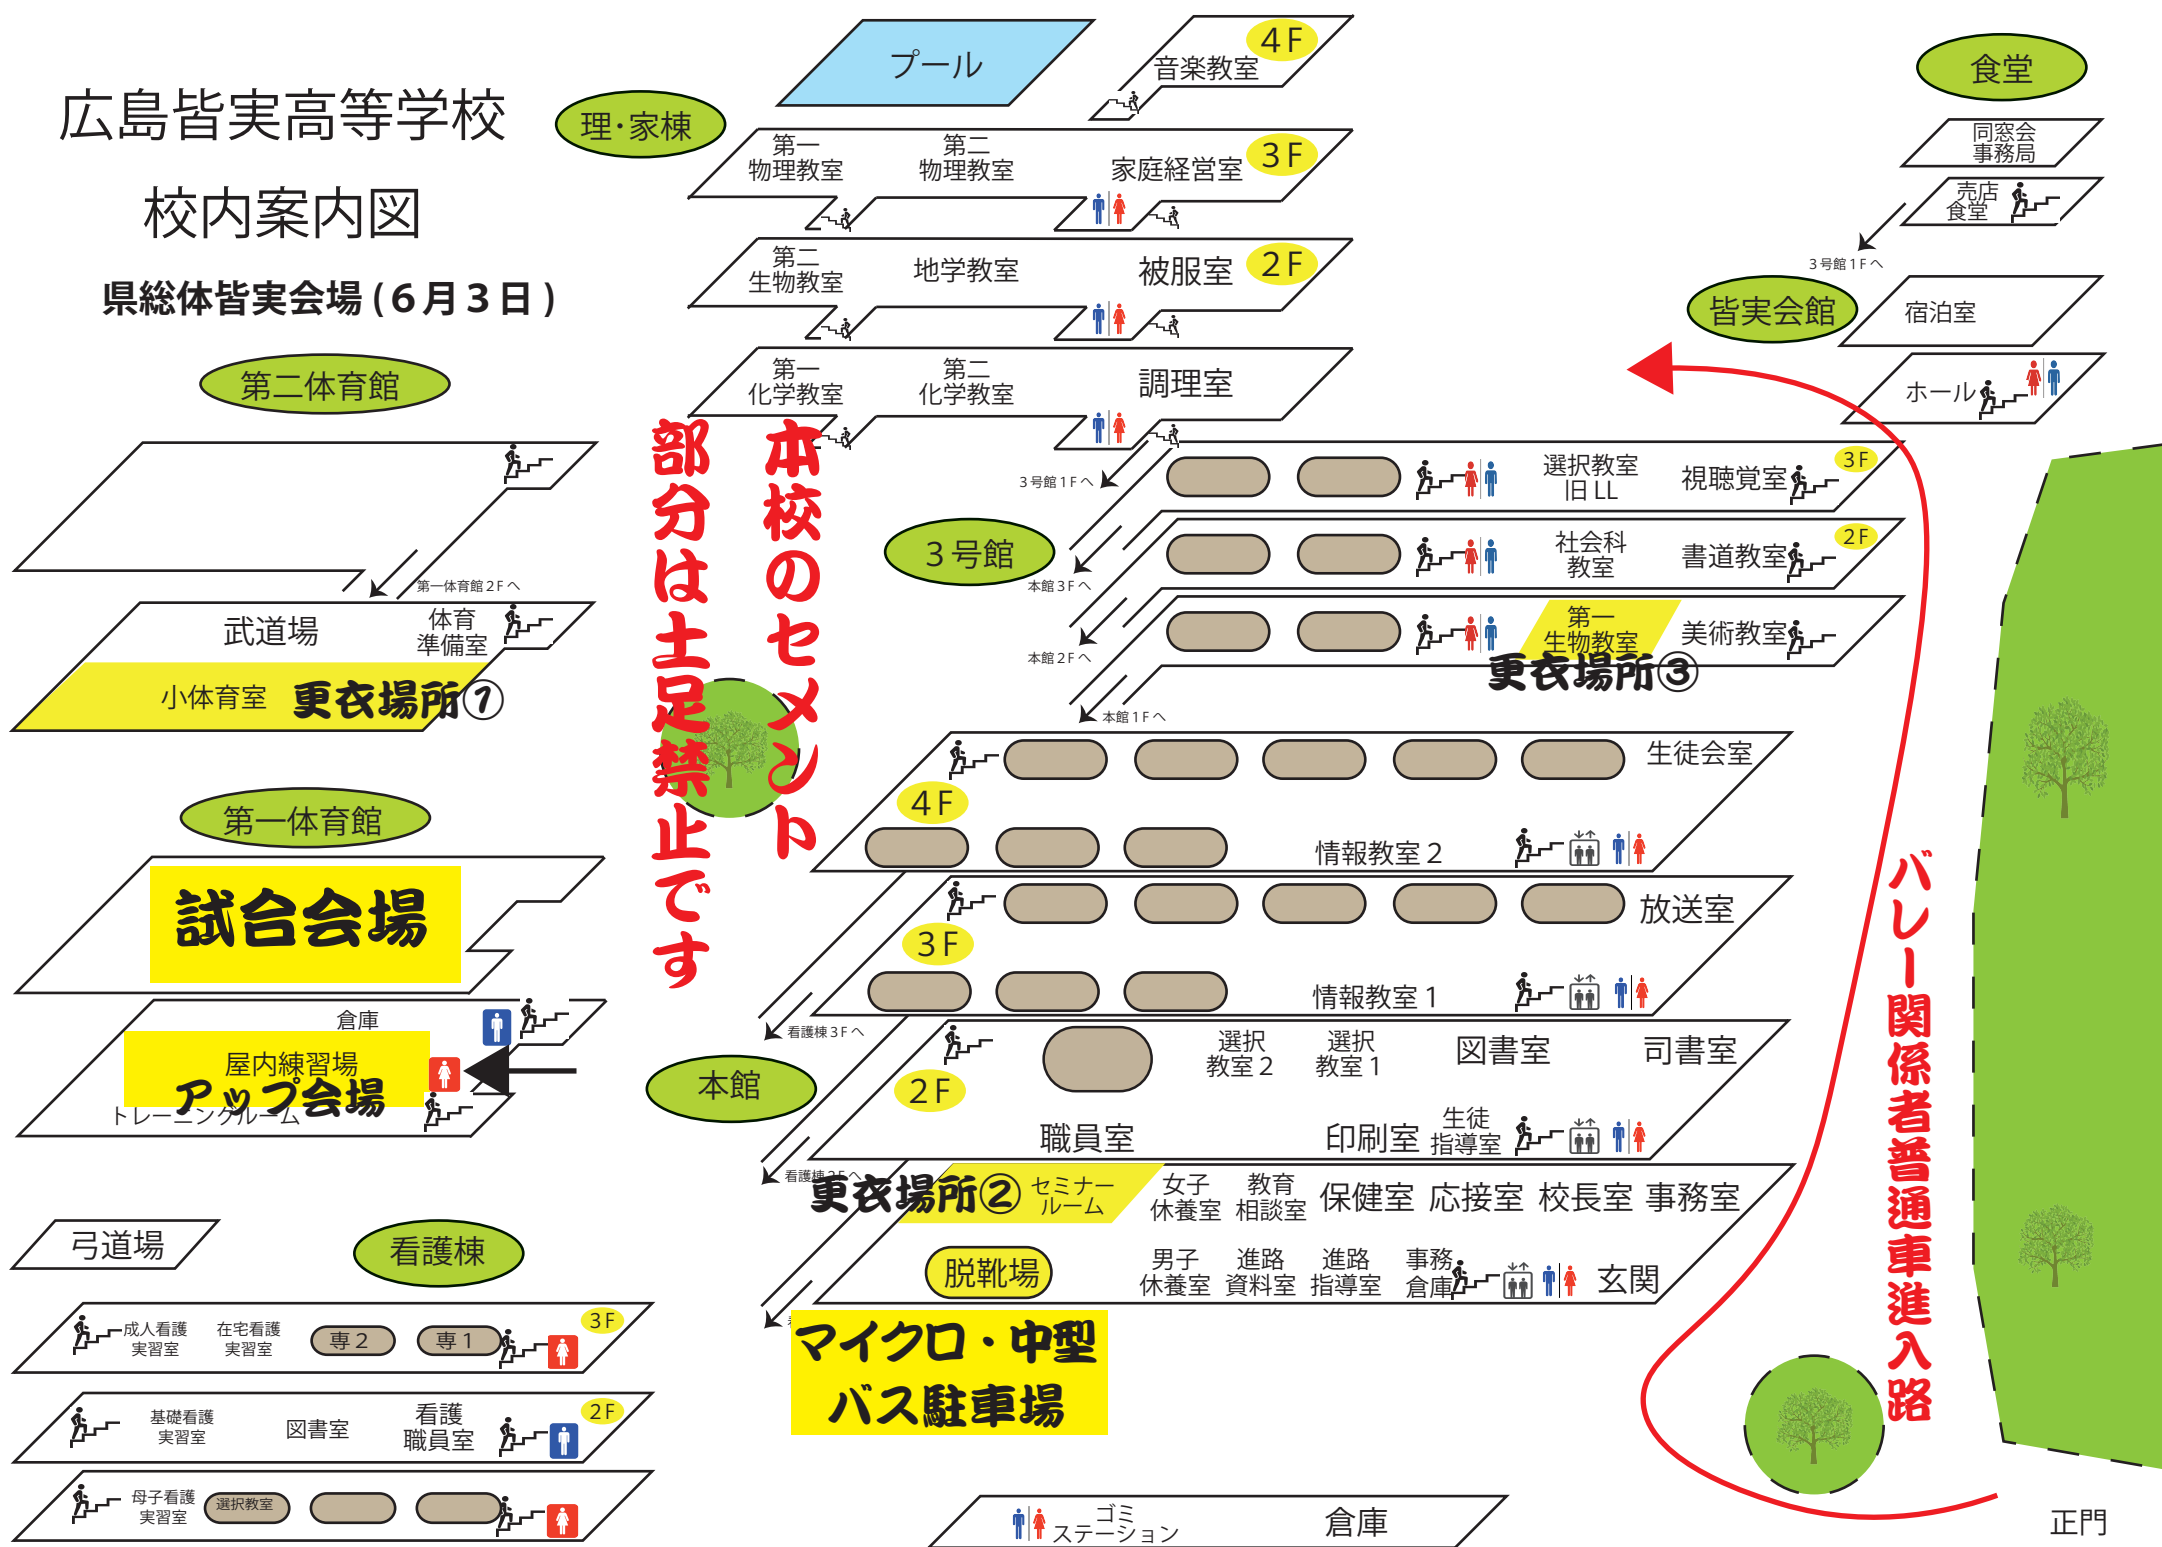 広島皆実高等学校
校内案内図
県総体皆実会場(６月３日)
プール
４F
音楽教室
理・家棟
第一
物理教室
第二
物理教室
家庭経営室
３F
第二
生物教室
地学教室
被服室
２F
第一
化学教室
第二
化学教室
調理室
食堂
同窓会
事務局
売店
食堂
３号館１Fへ
皆実会館
宿泊室
ホール
第二体育館
第一体育館２Fへ
武道場
体育
準備室
小体育室
更衣場所①
本校のセメント
部分は土足禁止です
３号館１Fへ
３号館
選択教室
旧 LL
視聴覚室
３F
本館３Fへ
社会科
教室
書道教室
２F
本館２Fへ
第一
生物教室
美術教室
更衣場所③
本館１Fへ
第一体育館
試合会場
倉庫
屋内練習場
アップ会場
トレーニングルーム
生徒会室
４F
情報教室２
放送室
３F
情報教室１
看護棟３Fへ
本館
選択
教室２
選択
教室１
図書室
司書室
２F
職員室
印刷室
生徒
指導室
看護棟２Fへ
更衣場所②
セミナー
ルーム
女子
休養室
教育
相談室
保健室
応接室
校長室
事務室
脱靴場
男子
休養室
進路
資料室
進路
指導室
事務
倉庫
玄関
マイクロ・中型
バス駐車場
バレー関係者普通車進入路
弓道場
看護棟
成人看護
実習室
在宅看護
実習室
専２
専１
３F
基礎看護
実習室
図書室
看護
職員室
２F
母子看護
実習室
選択教室
ゴミ
ステーション
倉庫
正門